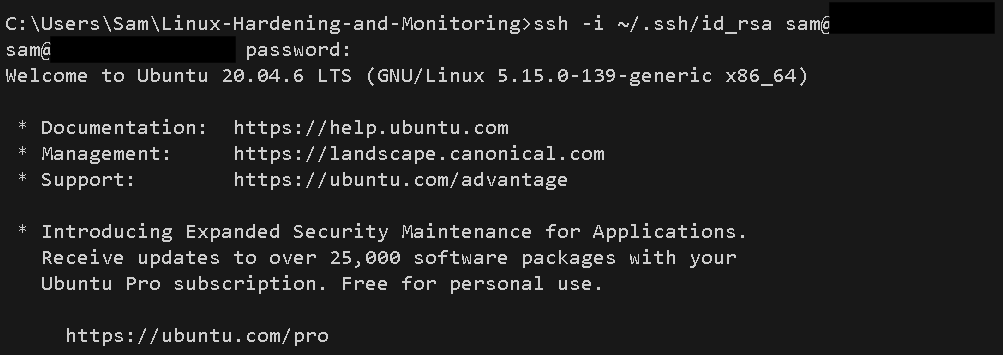 C:\Users\Sam\Linux-Hardening-and-Monitoring>ssh -i ~/.ssh/id_rsa sam@
sam@ password:
Welcome to Ubuntu 20.04.6 LTS (GNU/Linux 5.15.0-139-generic x86_64)
* Documentation: https://help.ubuntu.com
* Management: https://landscape.canonical.com
* Support: https://ubuntu.com/advantage
* Introducing Expanded Security Maintenance for Applications.
Receive updates to over 25,000 software packages with your
Ubuntu Pro subscription. Free for personal use.
https://ubuntu.com/pro